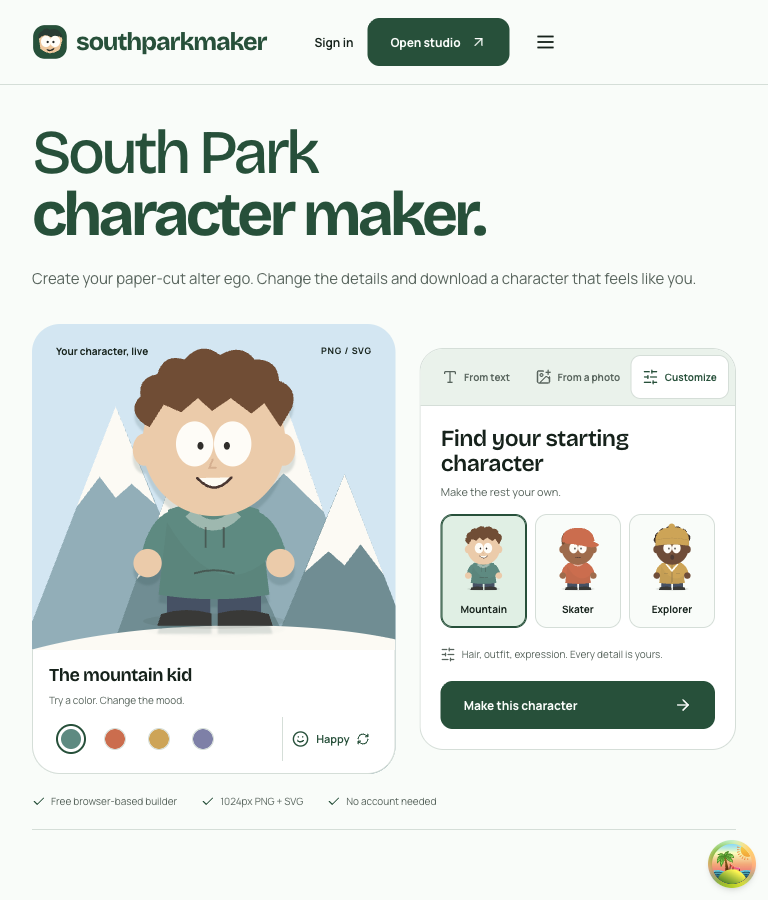 southparkmaker
Sign in
Open studio
South Park
character maker.
Create your paper-cut alter ego. Change the details and download a character that feels like you.
Your character, live
PNG / SVG
The mountain kid
Try a color. Change the mood.
Happy
From text
From a photo
Customize
Find your starting
character
Make the rest your own.
Mountain
Skater
Explorer
Hair, outfit, expression. Every detail is yours.
Make this character
Free browser-based builder
1024px PNG + SVG
No account needed